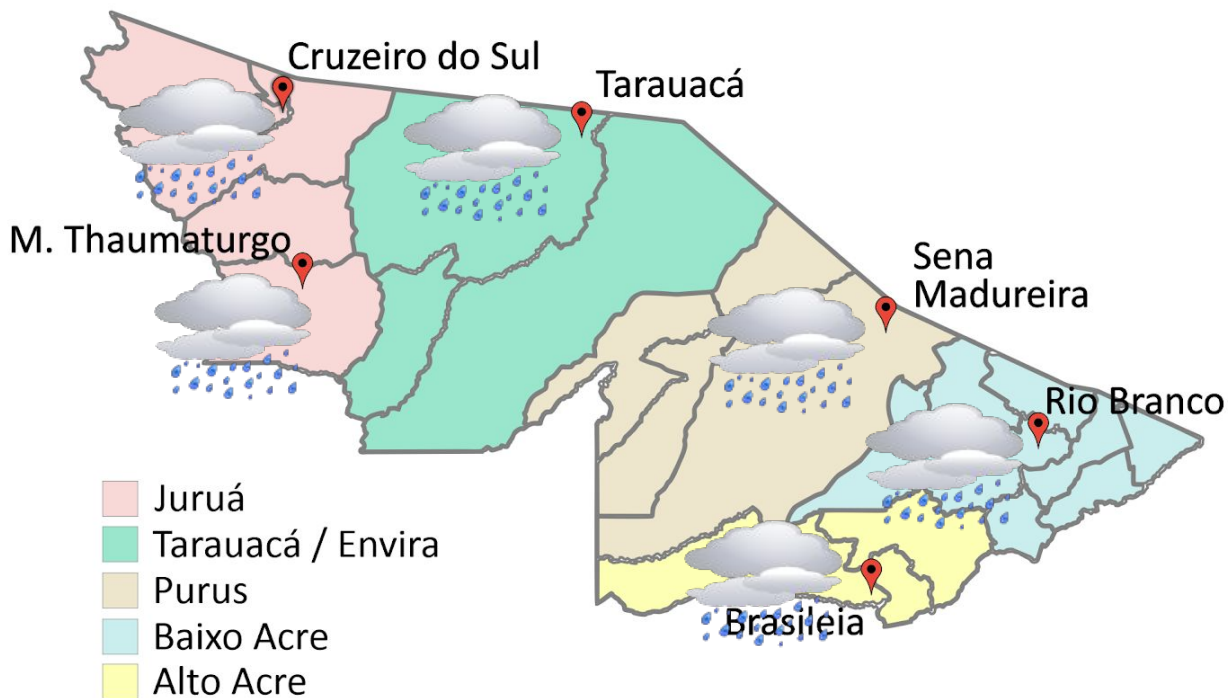 Cruzeiro do Sul
Tarauacá
M. Thaumaturgo
Sena
Madureira
Rio Branco
Brasileia
Juruá
Tarauacá / Envira
Purus
Baixo Acre
Alto Acre